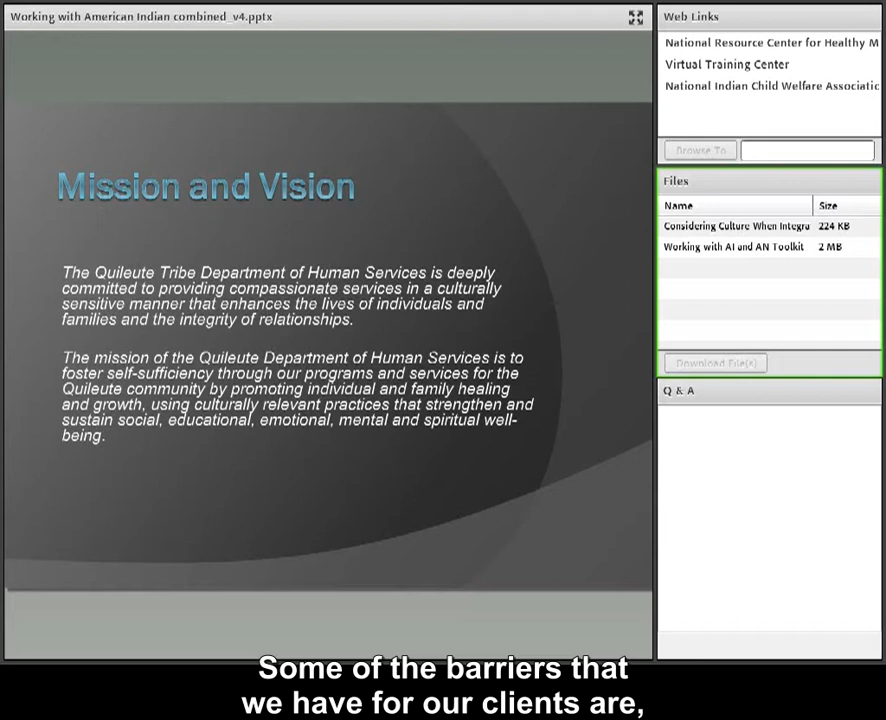 Working with American Indian combined_v4.pptx
Mission and Vision
The Quileute Tribe Department of Human Services is deeply
committed to providing compassionate services in a culturally
sensitive manner that enhances the lives of individuals and
families and the integrity of relationships.
The mission of the Quileute Department of Human Services is to
foster self-sufficiency through our programs and services for the
Quileute community by promoting individual and family healing
and growth, using culturally relevant practices that strengthen and
sustain social, educational, emotional, mental and spiritual well-
being.
Web Links
National Resource Center for Healthy M
Virtual Training Center
National Indian Child Welfare Associatic
Browse To
Files
Name Size
Considering Culture When Integra 224 KB
Working with AI and AN Toolkit 2 MB
Download File(s)
Q & A
Some of the barriers that
we have for our clients are,